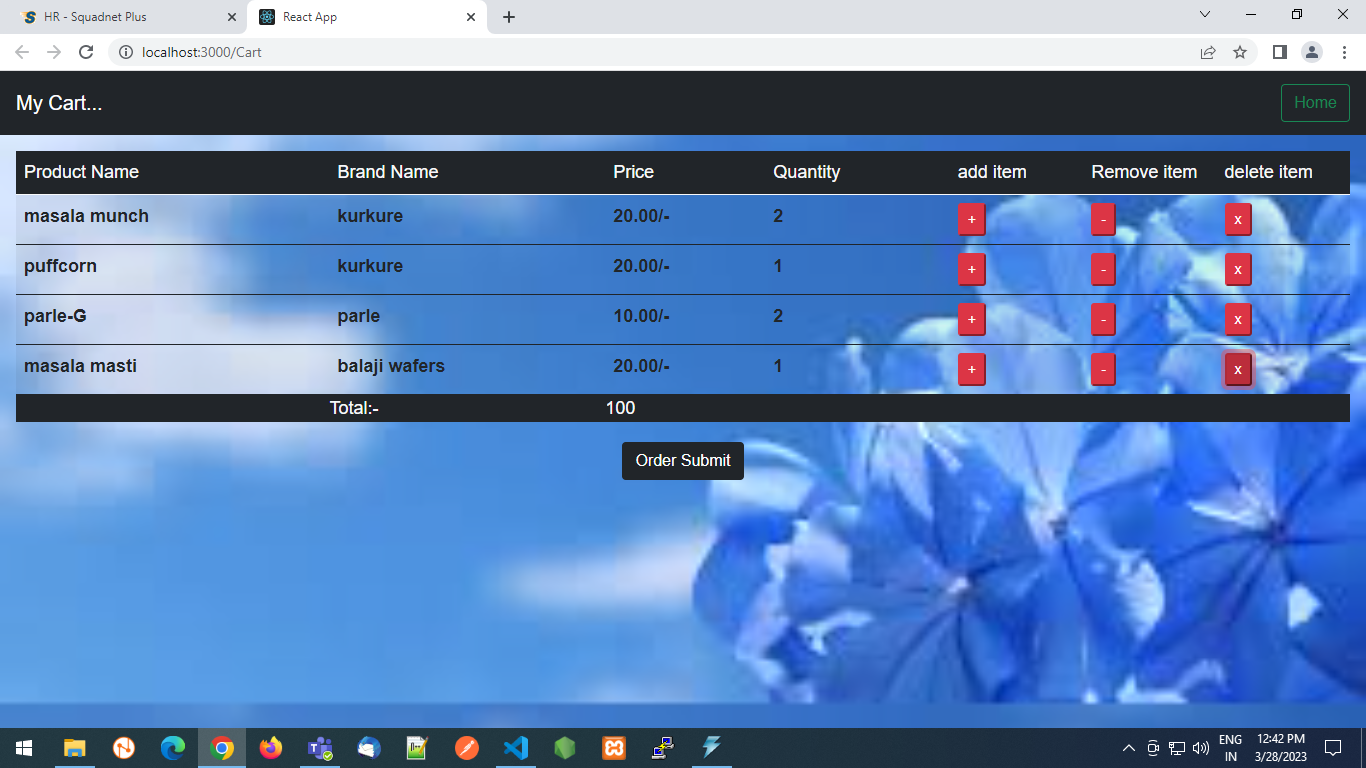 HR - Squadnet Plus
React App
localhost:3000/Cart
My Cart...
Home
Product Name Brand Name Price Quantity add item Remove item delete item
masala munch kurkure 20.00/- 2 + - x
puffcorn kurkure 20.00/- 1 + - x
parle-G parle 10.00/- 2 + - x
masala masti balaji wafers 20.00/- 1 + - x
Total:- 100
Order Submit
ENG
IN
12:42 PM
3/28/2023